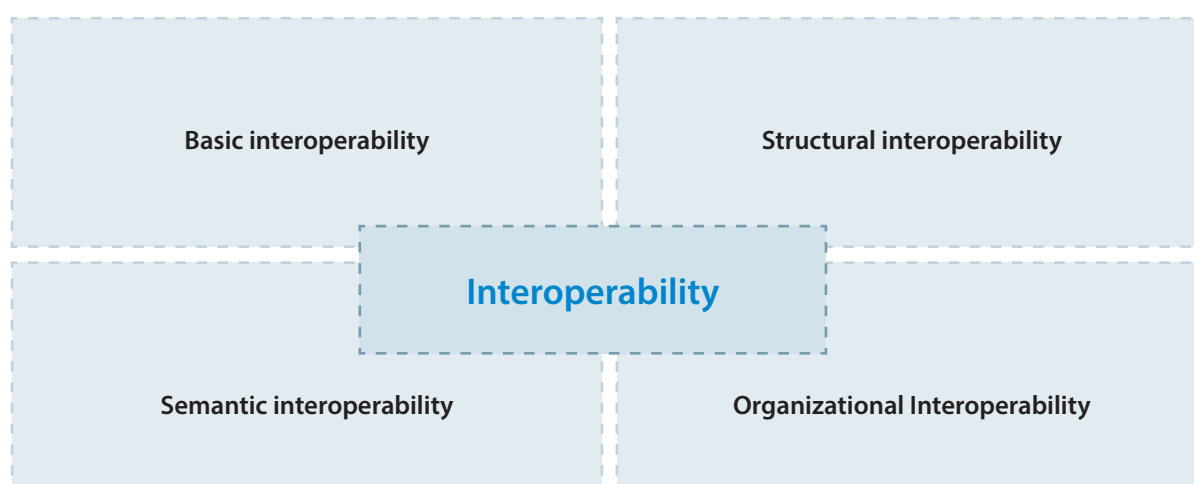 Basic interoperability
Structural interoperability
Interoperability
Semantic interoperability
Organizational Interoperability